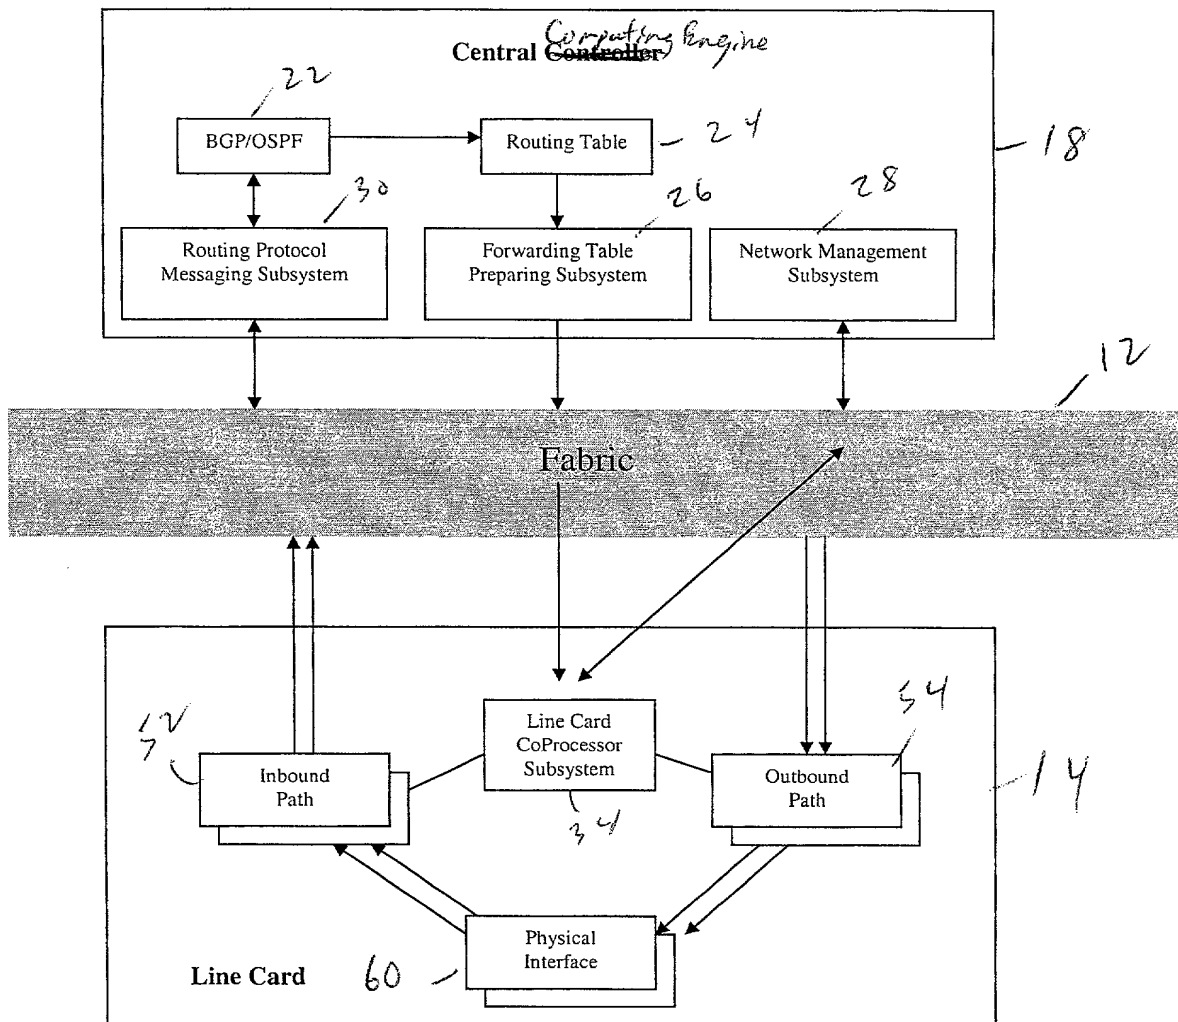 Computing Engine
Central Controller
22
BGP/OSPF
Routing Table
24
18
30
26
28
Routing Protocol
Messaging Subsystem
Forwarding Table
Preparing Subsystem
Network Management
Subsystem
12
Fabric
54
52
Line Card
CoProcessor
Subsystem
Inbound
Path
Outbound
Path
14
34
Physical
Interface
Line Card
60